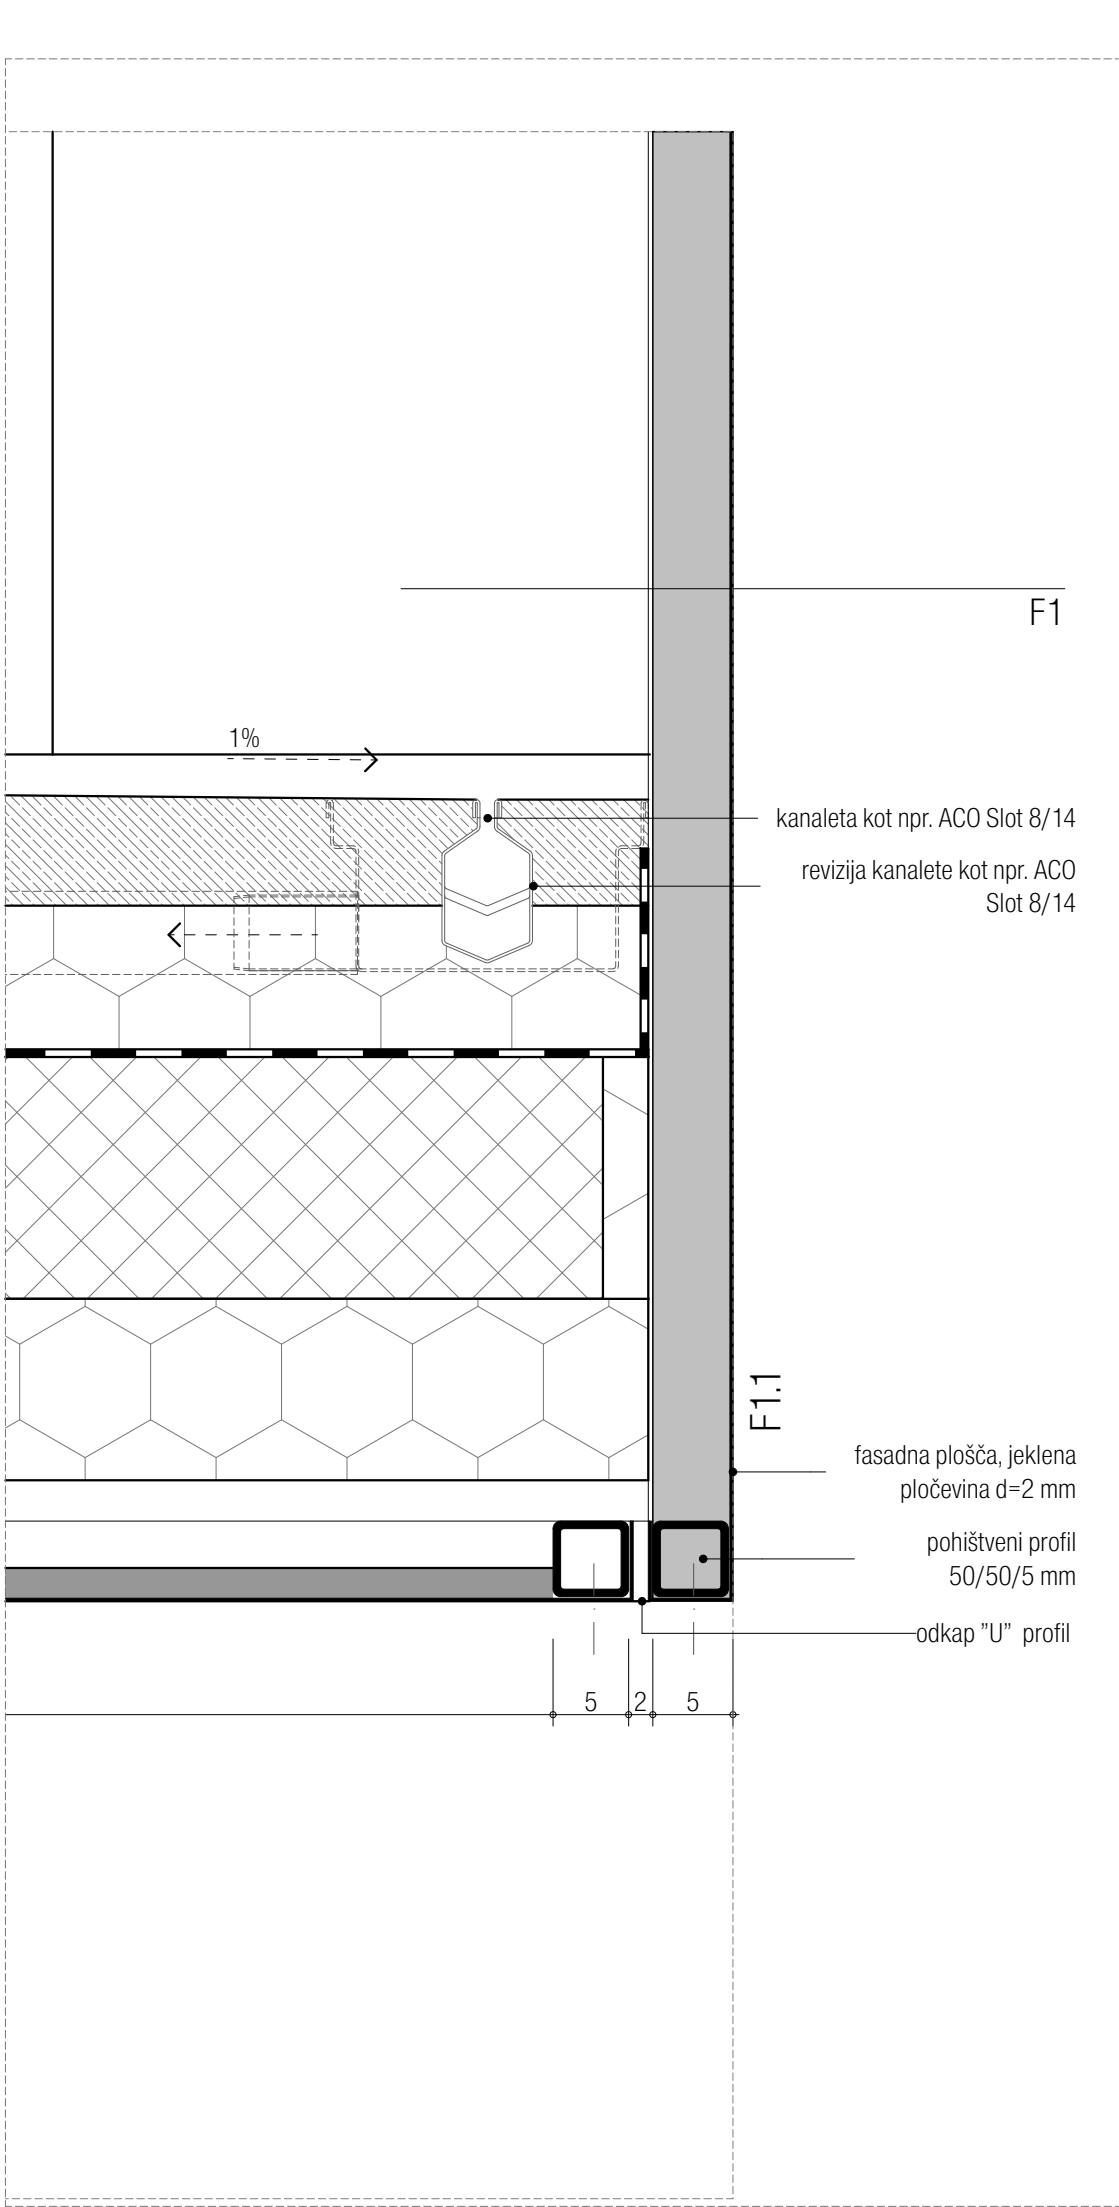 F1
1%
kanaleta kot npr. ACO Slot 8/14
revizija kanalete kot npr. ACO
Slot 8/14
F1.1
fasadna plošča, jeklena
pločevina d=2 mm
pohištveni profil
50/50/5 mm
odkap ”U” profil
5 2 5